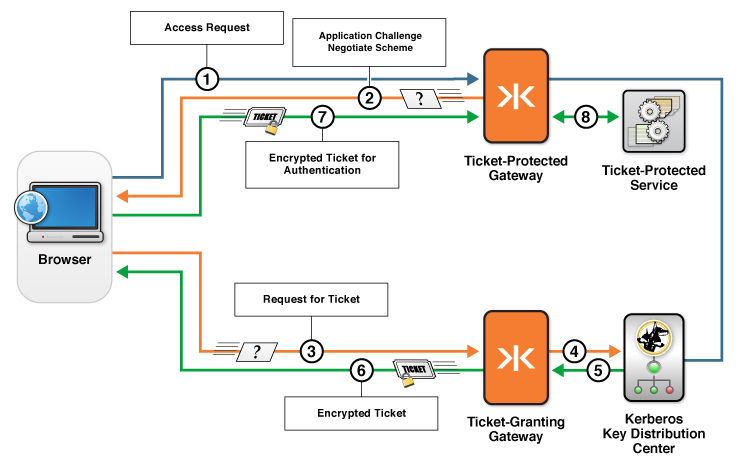 Access Request
Application Challenge
Negotiate Scheme
1
2
?
TICKET
7
8
Encrypted Ticket for
Authentication
Ticket-Protected
Gateway
Ticket-Protected
Service
Browser
Request for Ticket
?
3
4
6
TICKET
5
Encrypted Ticket
Ticket-Granting
Gateway
Kerberos
Key Distribution
Center